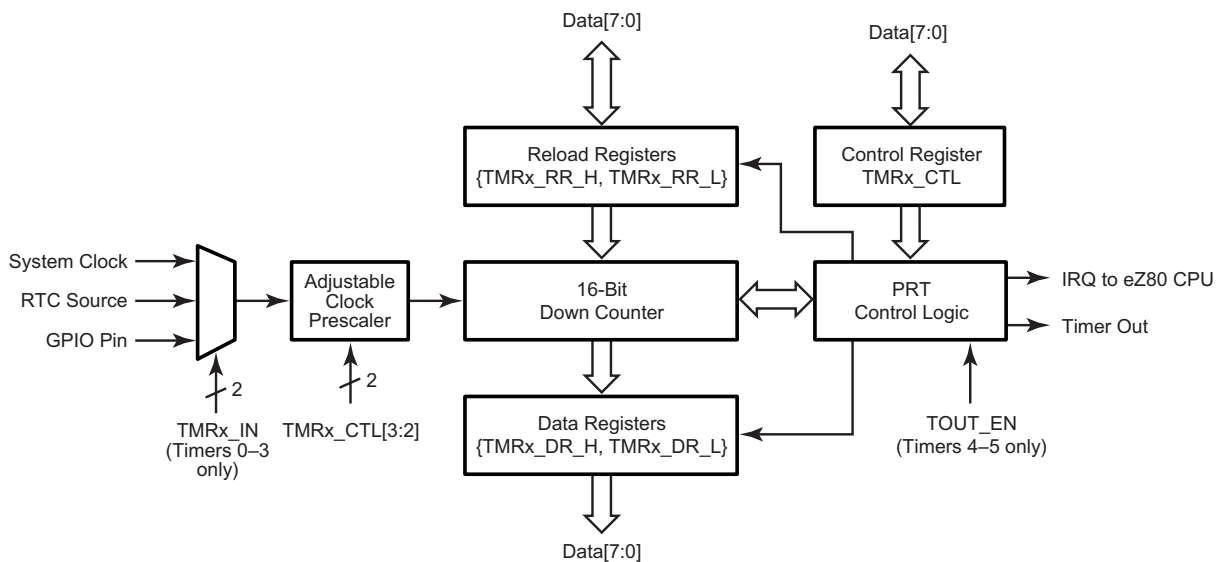 Data[7:0]
Data[7:0]
Reload Registers
{TMRx_RR_H, TMRx_RR_L}
Control Register
TMRx_CTL
System Clock
RTC Source
GPIO Pin
Adjustable
Clock
Prescaler
16-Bit
Down Counter
PRT
Control Logic
IRQ to eZ80 CPU
Timer Out
2
2
TMRx_IN
(Timers 0–3
only)
TMRx_CTL[3:2]
Data Registers
{TMRx_DR_H, TMRx_DR_L}
TOUT_EN
(Timers 4–5 only)
Data[7:0]